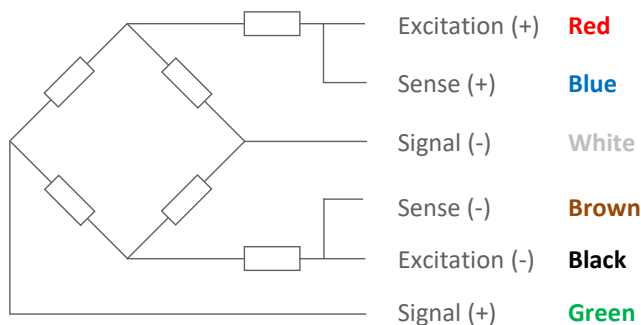 Excitation (+) Red
Sense (+) Blue
Signal (-) White
Sense (-) Brown
Excitation (-) Black
Signal (+) Green